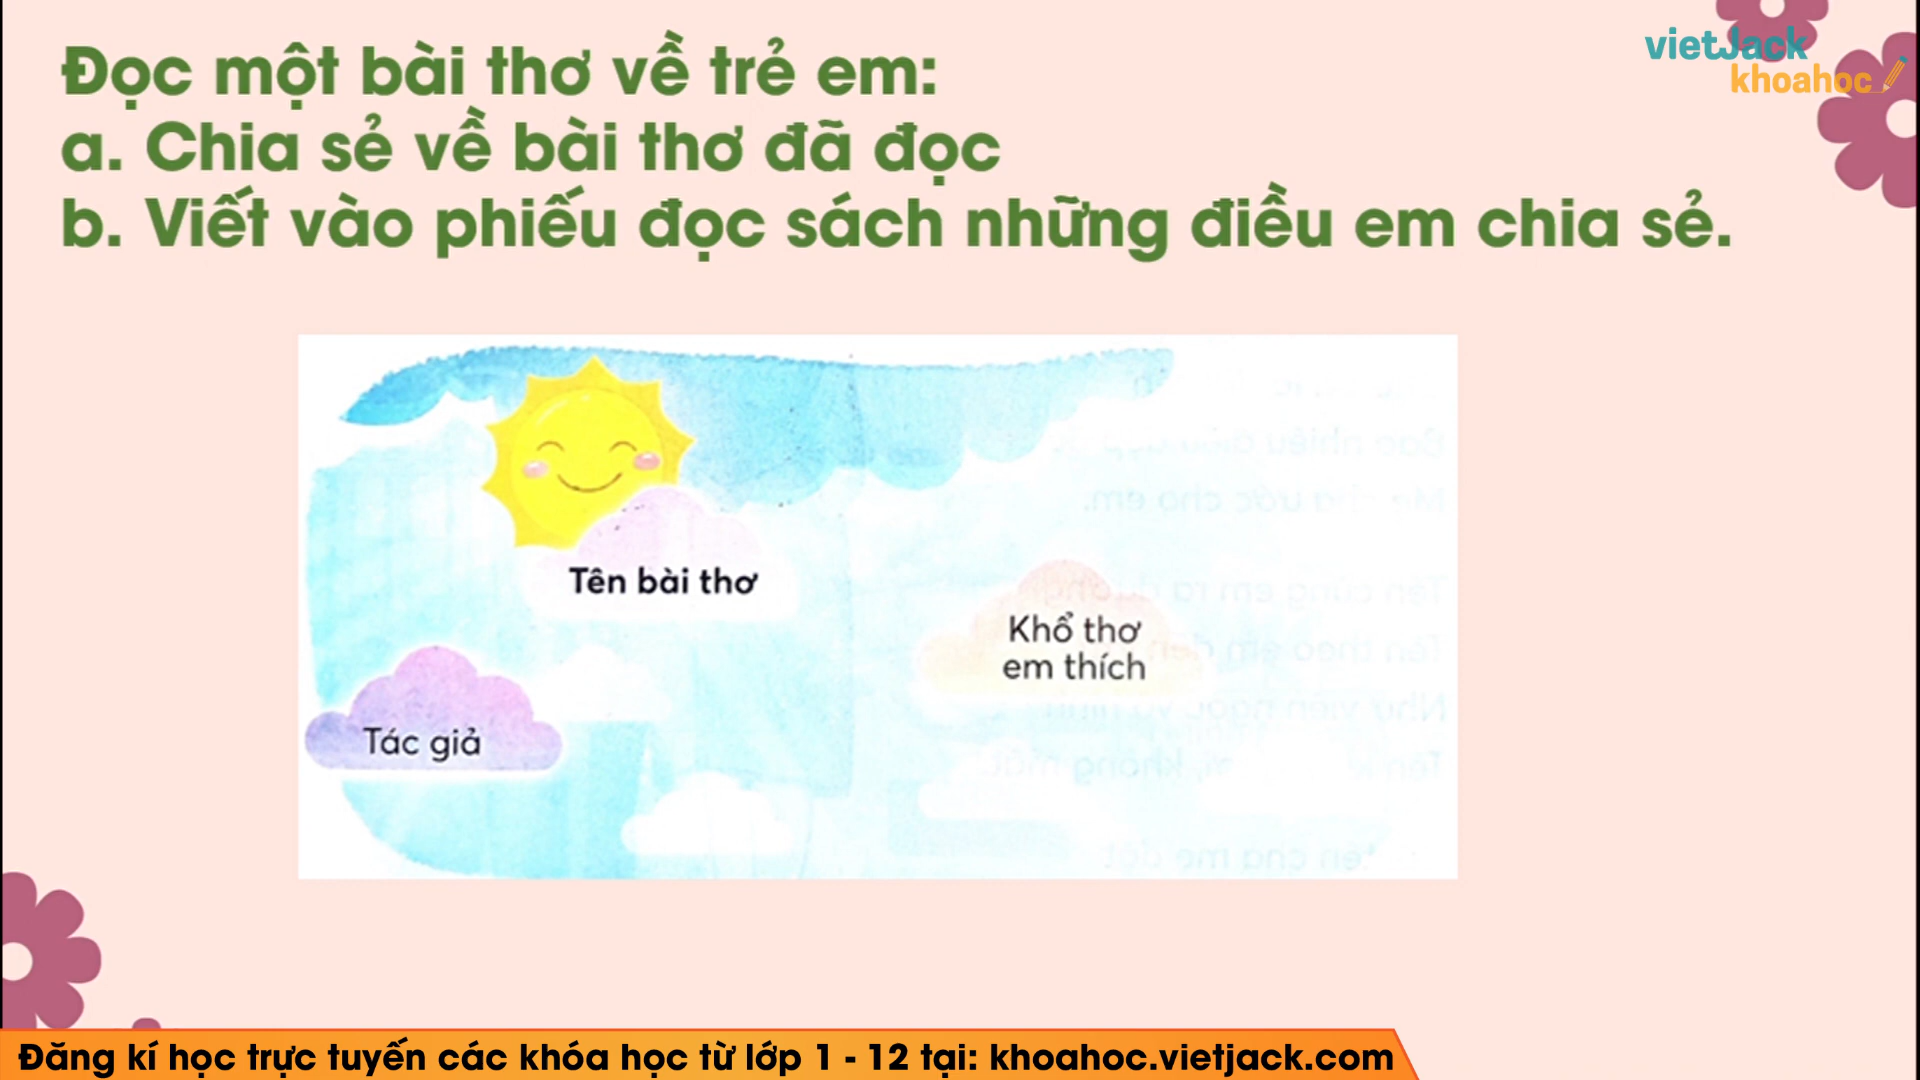 Đọc một bài thơ về trẻ em:
a. Chia sẻ về bài thơ đã đọc
b. Viết vào phiếu đọc sách những điều em chia sẻ.
vietJack
khoahoc
Tên bài thơ
Khổ thơ
em thích
Tác giả
Đăng kí học trực tuyến các khóa học từ lớp 1 - 12 tại: khoahoc.vietjack.com